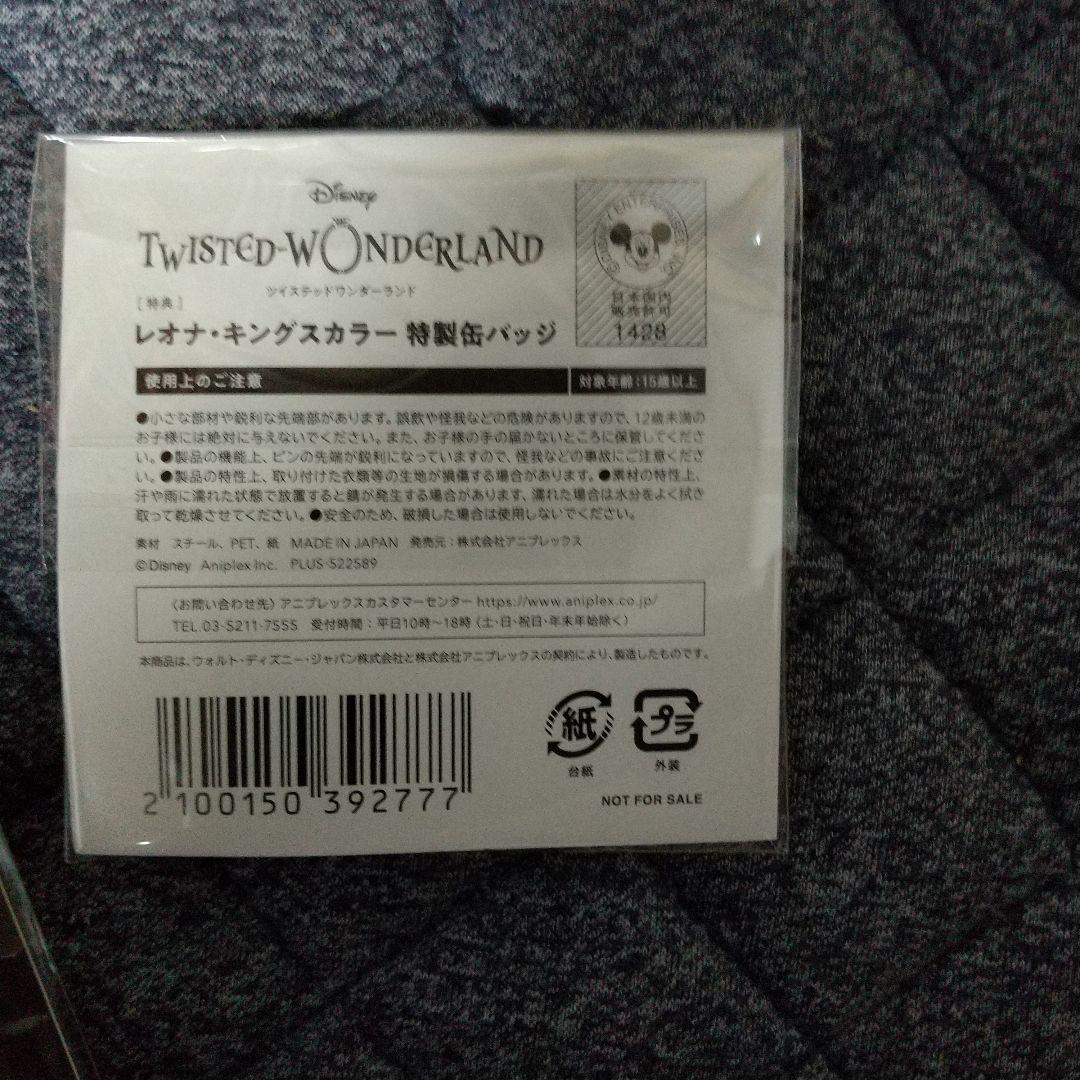 Disney
TWISTED-WONDERLAND
ツイステッドワンダーランド
[特典]
レオナ・キングスカラー 特製缶バッジ
日本国内
販売許可
1428
使用上のご注意
対象年齢:15歳以上
●小さな部材や鋭利な先端部があります。誤飲や怪我などの危険がありますので、12歳未満の
お子様には絶対に与えないでください。また、お子様の手の届かないところに保管してくださ
い。●製品の機能上、ピンの先端が鋭利になっていますので、怪我などの事故にご注意くださ
い。●製品の特性上、取り付けた衣類等の生地が損傷する場合があります。●素材の特性上、
汗や雨に濡れた状態で放置すると錆が発生する場合があります、濡れた場合は水分をよく拭き
取って乾燥させてください。●安全のため、破損した場合は使用しないでください。
素材 スチール、PET、紙 MADE IN JAPAN 発売元:株式会社アニプレックス
©Disney Aniplex Inc. PLUS-522589
〈お問い合わせ先〉アニプレックスカスタマーセンター https://www.aniplex.co.jp/
TEL.03-5211-7555 受付時間:平日10時~18時(土・日・祝日・年末年始除く)
本商品は、ウォルト・ディズニー・ジャパン株式会社と株式会社アニプレックスの契約により、製造したものです。
紙
プラ
台紙
外装
2 100150 392777
NOT FOR SALE